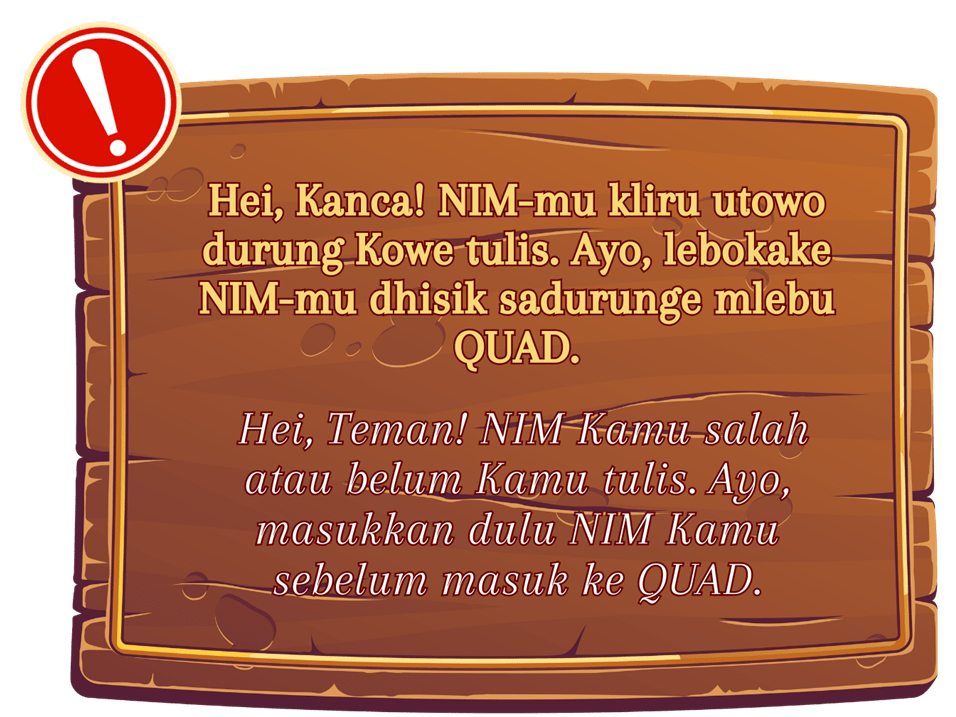 Hei, Kanca! NIM-mu kliru utowo
durung Kowe tulis. Ayo, lebokake
NIM-mu dhisik sadurunge mlebu
QUAD.
Hei, Teman! NIM Kamu salah
atau belum Kamu tulis. Ayo,
masukkan dulu NIM Kamu
sebelum masuk ke QUAD.